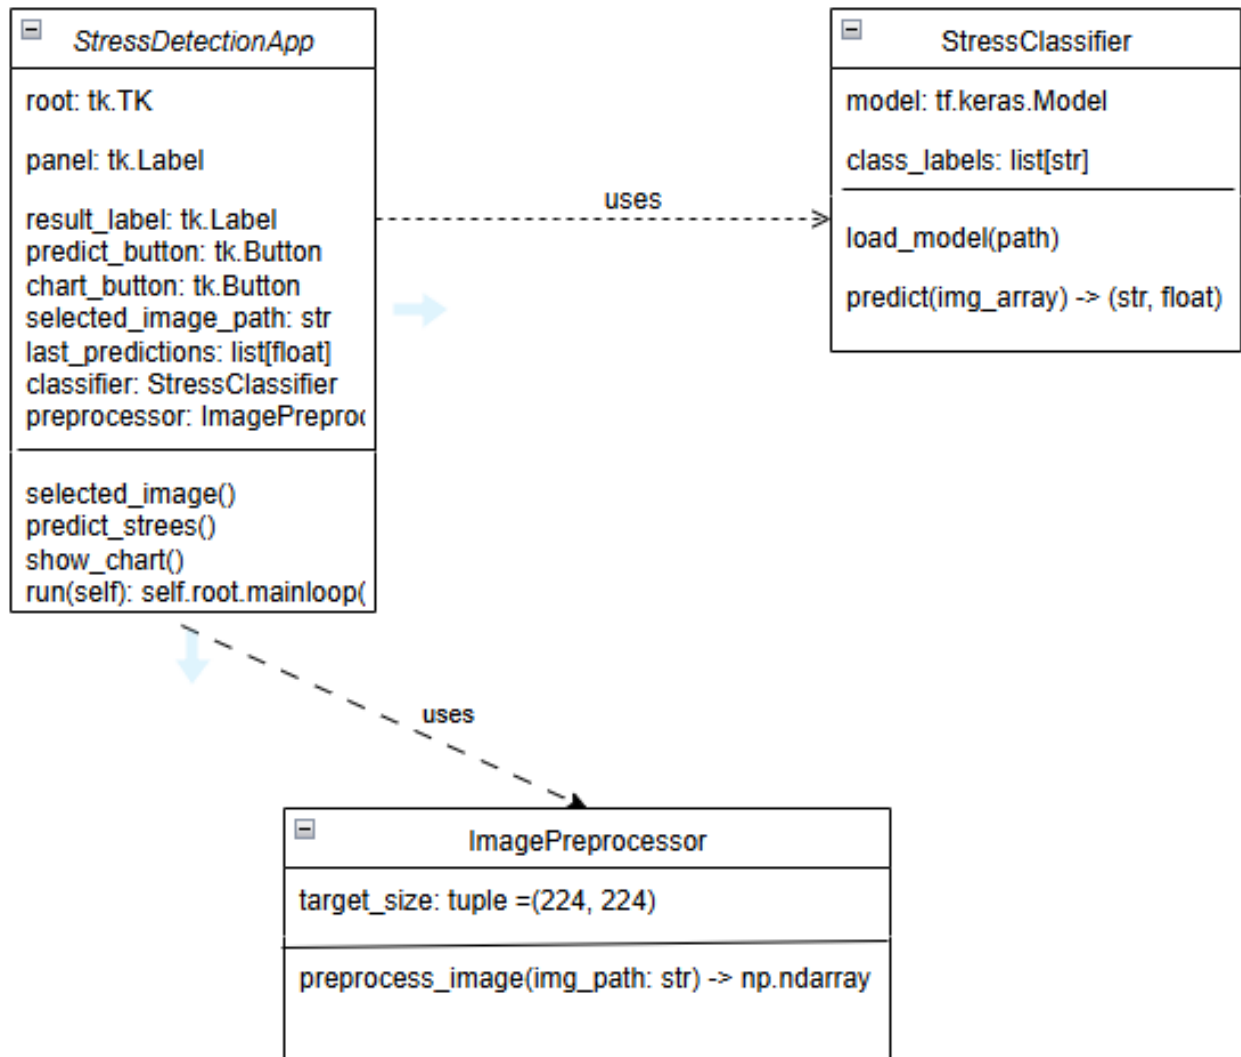 StressDetectionApp
root: tk.TK
panel: tk.Label
result_label: tk.Label
predict_button: tk.Button
chart_button: tk.Button
selected_image_path: str
last_predictions: list[float]
classifier: StressClassifier
preprocessor: ImagePreproc
selected_image()
predict_strees()
show_chart()
run(self): self.root.mainloop(
uses
StressClassifier
model: tf.keras.Model
class_labels: list[str]
load_model(path)
predict(img_array) -> (str, float)
uses
ImagePreprocessor
target_size: tuple =(224, 224)
preprocess_image(img_path: str) -> np.ndarray